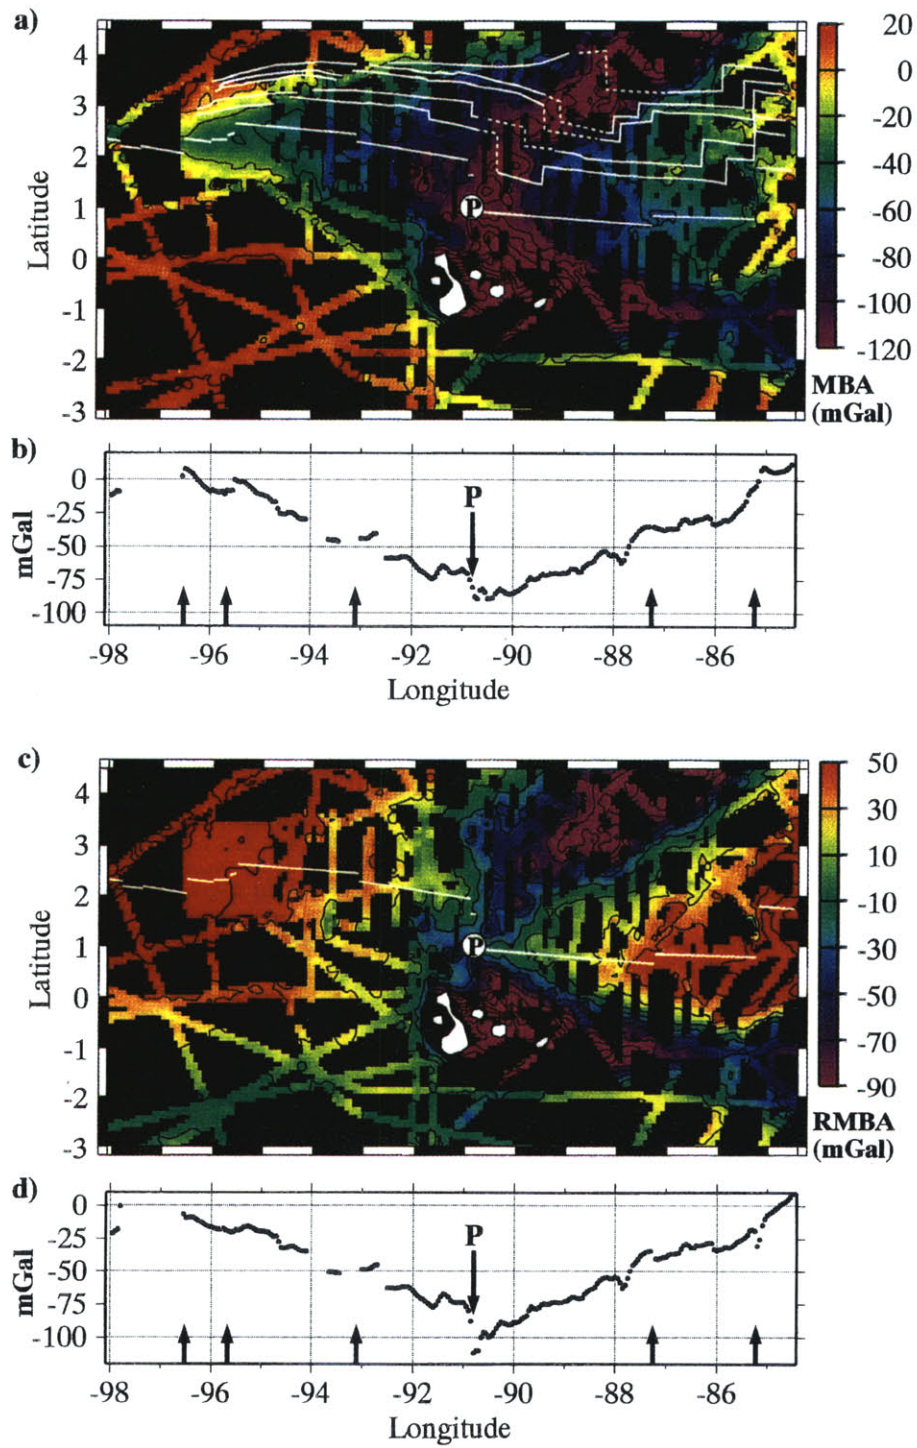 a)
4
3
2
1
0
-1
-2
-3
Latitude
P
20
0
-20
-40
-60
-80
-100
-120
MBA
(mGal)
b)
0
-25
-50
-75
-100
mGal
P
-98 -96 -94 -92 -90 -88 -86
Longitude
c)
4
3
2
1
0
-1
-2
-3
Latitude
P
50
30
10
-10
-30
-50
-70
-90
RMBA
(mGal)
d)
0
-25
-50
-75
-100
mGal
P
-98 -96 -94 -92 -90 -88 -86
Longitude